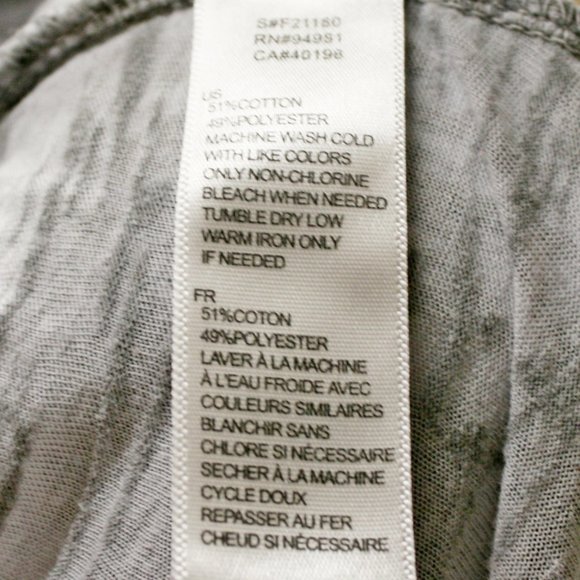 S#F21160
RN#94981
CA#40196
US
51%COTTON
49%POLYESTER
MACHINE WASH COLD
WITH LIKE COLORS
ONLY NON-CHLORINE
BLEACH WHEN NEEDED
TUMBLE DRY LOW
WARM IRON ONLY
IF NEEDED
FR
51%COTON
49%POLYESTER
LAVER À LA MACHINE
À L'EAU FROIDE AVEC
COULEURS SIMILAIRES
BLANCHIR SANS
CHLORE SI NÉCESSAIRE
SECHER À LA MACHINE
CYCLE DOUX
REPASSER AU FER
CHEUD SI NÉCESSAIRE